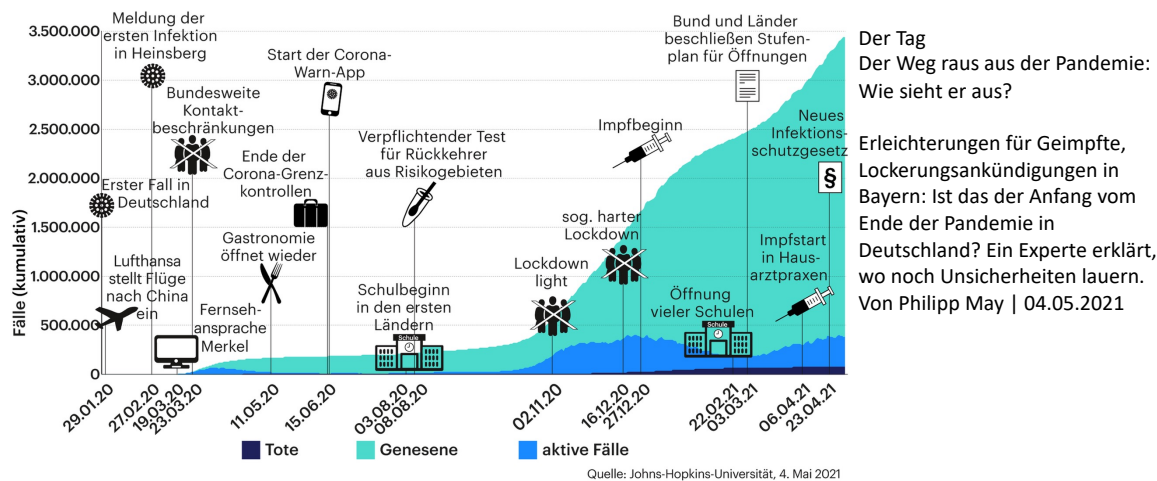 Fälle (kumulativ)
3.500.000
3.000.000
2.500.000
2.000.000
1.500.000
1.000.000
500.000
0
Meldung der
ersten Infektion
in Heinsberg
Bundesweite
Kontakt-
beschränkungen
Erster Fall in
Deutschland
Lufthansa
stellt Flüge
nach China
ein
Fernseh-
ansprache
Merkel
Start der Corona-
Warn-App
Ende der
Corona-Grenz-
kontrollen
Gastronomie
öffnet wieder
Verpflichtender Test
für Rückkehrer
aus Risikogebieten
Schulbeginn
in den ersten
Ländern
Schule
Lockdown
light
sog. harter
Lockdown
Impfbeginn
Bund und Länder
beschließen Stufen-
plan für Öffnungen
Öffnung
vieler Schulen
Schule
Neues
Infektions-
schutzgesetz
§
Impfstart
in Haus-
arztpraxen
29.01.20
27.02.20
19.03.20
23.03.20
11.05.20
15.06.20
03.08.20
08.08.20
02.11.20
16.12.20
27.12.20
22.02.21
03.03.21
06.04.21
23.04.21
Tote
Genesene
aktive Fälle
Quelle: Johns-Hopkins-Universität, 4. Mai 2021
Der Tag
Der Weg raus aus der Pandemie:
Wie sieht er aus?
Erleichterungen für Geimpfte,
Lockerungsankündigungen in
Bayern: Ist das der Anfang vom
Ende der Pandemie in
Deutschland? Ein Experte erklärt,
wo noch Unsicherheiten lauern.
Von Philipp May | 04.05.2021